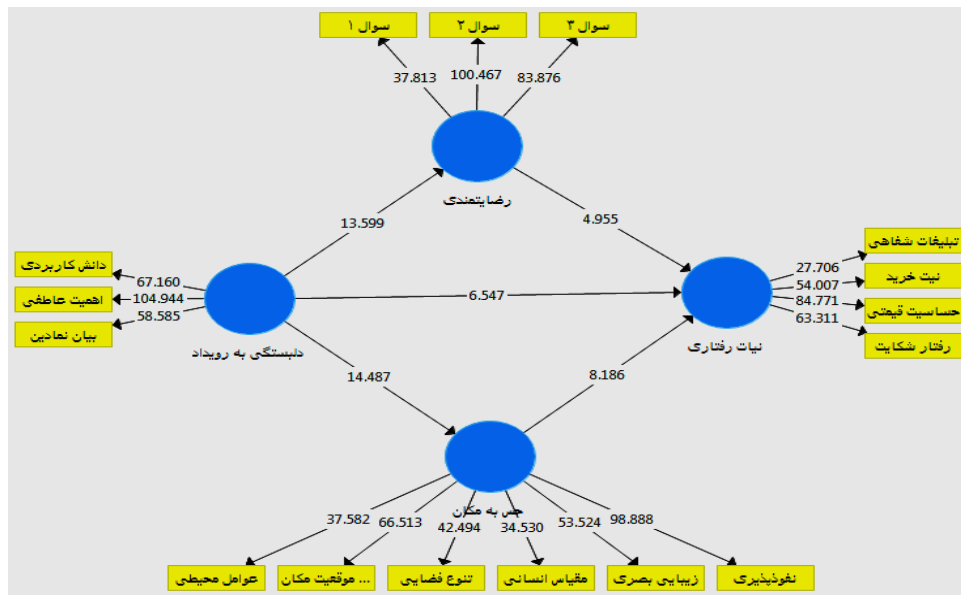 سوال ۱
سوال ۲
سوال ۳
37.813
100.467
83.876
رضایتمندی
13.599
4.955
دانش کاربردی
اهمیت عاطفی
بیان نمادین
67.160
104.944
58.585
دلبستگی به رویداد
6.547
تبلیغات شفاهی
نیت خرید
حساسیت قیمتی
رفتار شکایت
27.706
54.007
84.771
63.311
نیات رفتاری
14.487
8.186
حس به مکان
37.582
66.513
42.494
34.530
53.524
98.888
عوامل محیطی
موقعیت مکان ...
تنوع فضایی
مقیاس انسانی
زیبایی بصری
نفوذپذیری